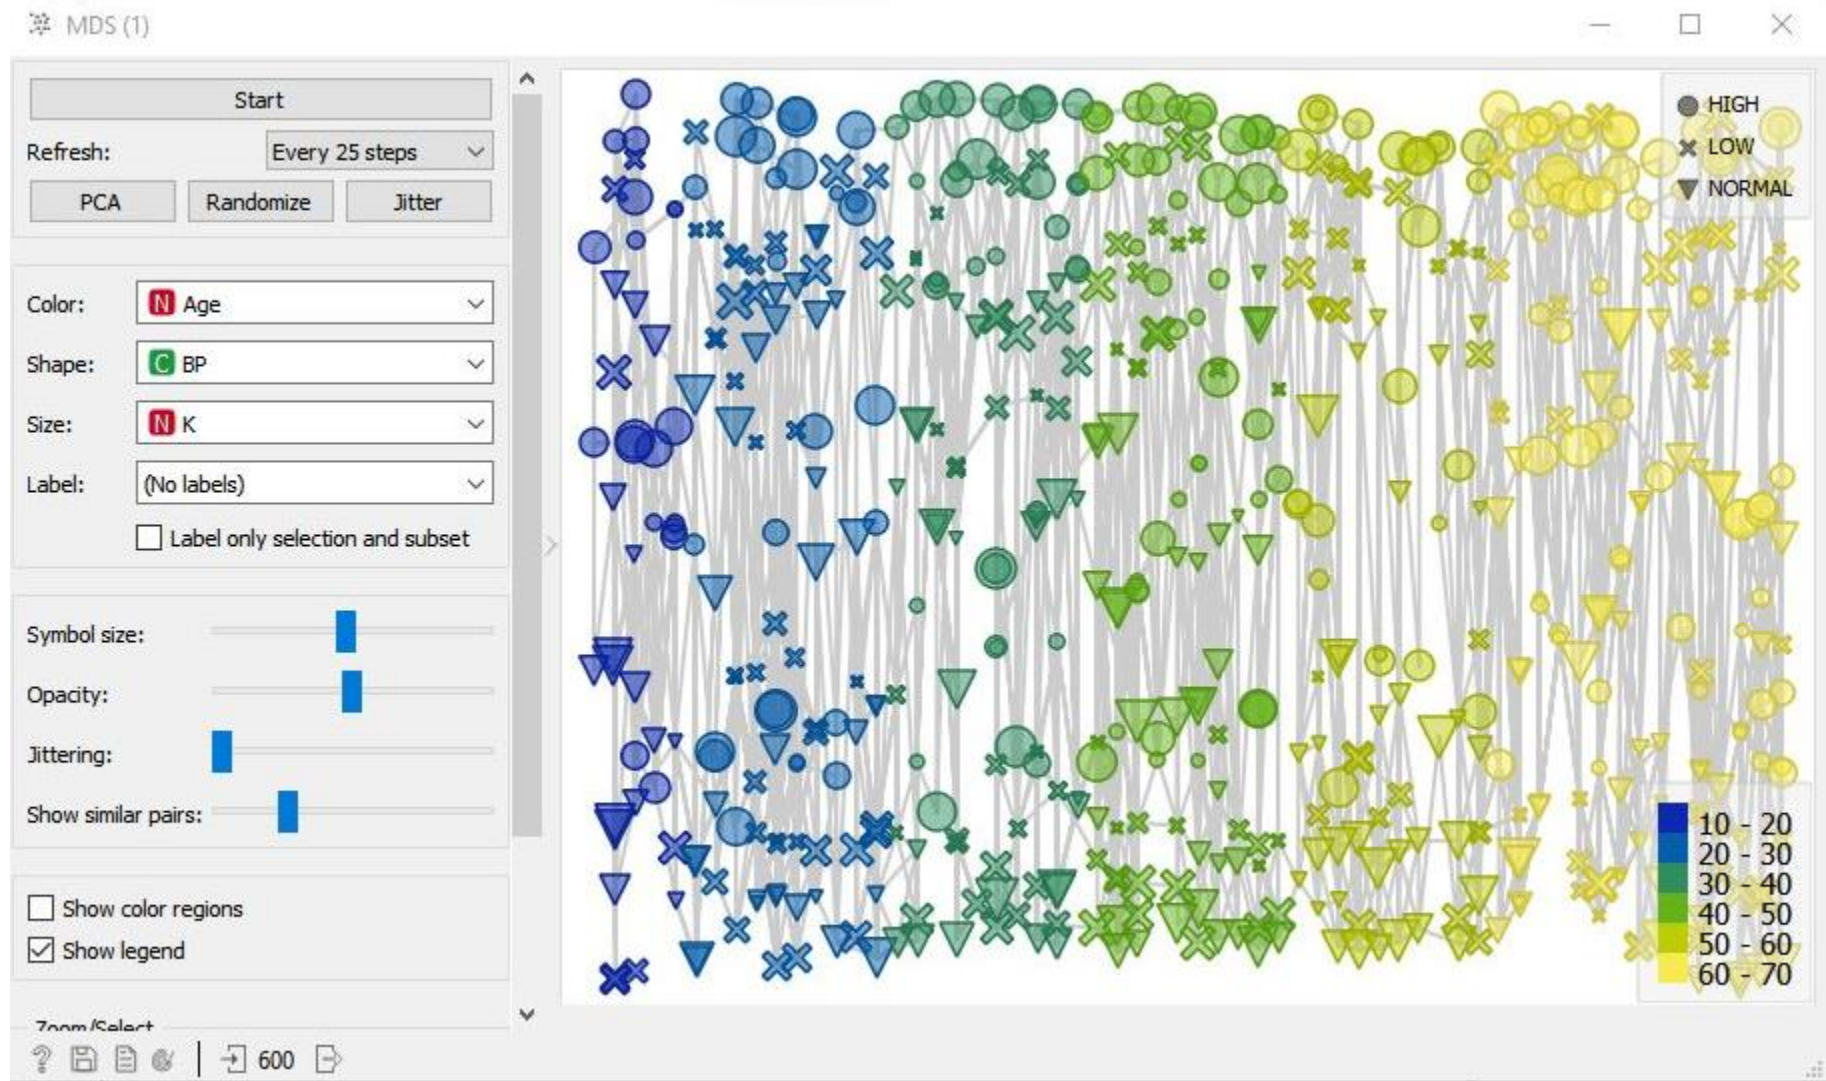 MDS (1)
Start
Refresh: Every 25 steps
PCA Randomize Jitter
Color: N Age
Shape: C BP
Size: N K
Label: (No labels)
Label only selection and subset
Symbol size:
Opacity:
Jittering:
Show similar pairs:
Show color regions
Show legend
Zoom/Select
? 600
HIGH
LOW
NORMAL
10 - 20
20 - 30
30 - 40
40 - 50
50 - 60
60 - 70